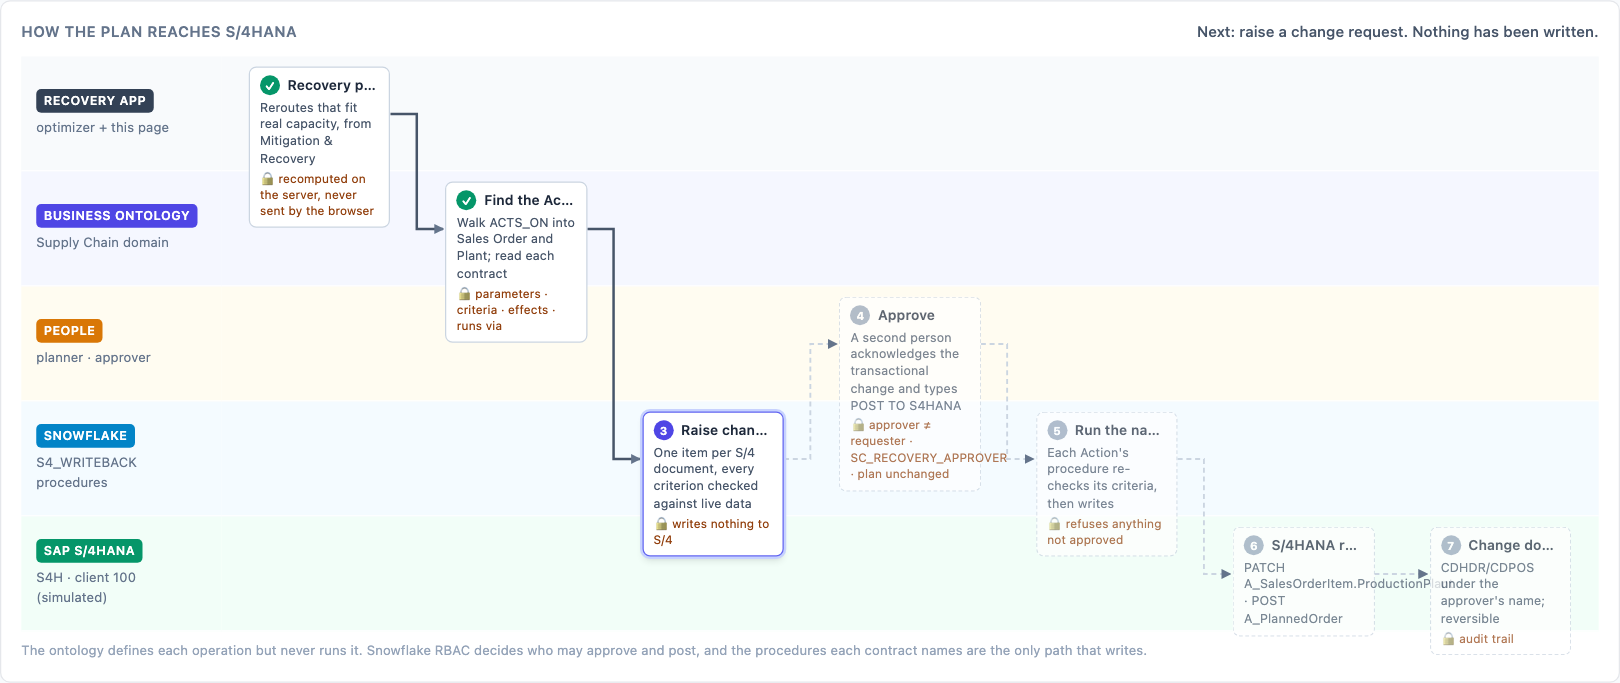 HOW THE PLAN REACHES S/4HANA
Next: raise a change request. Nothing has been written.
RECOVERY APP
optimizer + this page
Recovery p...
Reroutes that fit
real capacity, from
Mitigation &
Recovery
🔒 recomputed on
the server, never
sent by the browser
BUSINESS ONTOLOGY
Supply Chain domain
Find the Ac...
Walk ACTS_ON into
Sales Order and
Plant; read each
contract
🔒 parameters ·
criteria · effects ·
runs via
PEOPLE
planner · approver
4 Approve
A second person
acknowledges the
transactional
change and types
POST TO S4HANA
🔒 approver ≠
requester ·
SC_RECOVERY_APPROVER
· plan unchanged
SNOWFLAKE
S4_WRITEBACK
procedures
3 Raise chan...
One item per S/4
document, every
criterion checked
against live data
🔒 writes nothing to
S/4
5 Run the na...
Each Action's
procedure re-
checks its criteria,
then writes
🔒 refuses anything
not approved
SAP S/4HANA
S4H · client 100
(simulated)
6 S/4HANA r...
PATCH
· POST
A_PlannedOrder
7 Change do...
CDHDR/CDPOS
under the
approver's name;
reversible
🔒 audit trail
The ontology defines each operation but never runs it. Snowflake RBAC decides who may approve and post, and the procedures each contract names are the only path that writes.